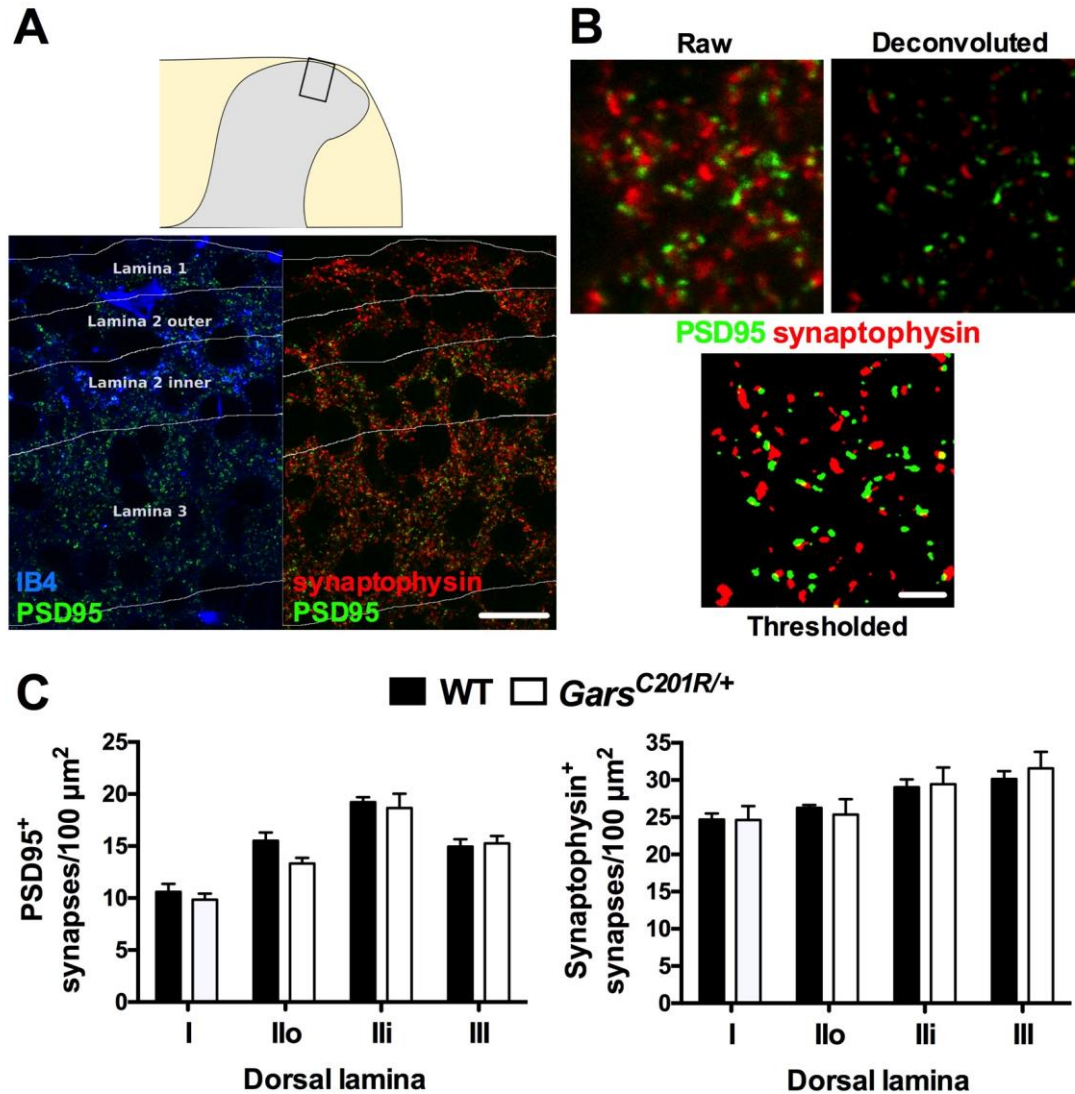 A
Lamina 1
Lamina 2 outer
Lamina 2 inner
Lamina 3
IB4
PSD95
synaptophysin
PSD95
B
Raw
Deconvoluted
PSD95 synaptophysin
Thresholded
C
WT
Gars^C201R/+
PSD95⁺
synapses/100 µm²
25
20
15
10
5
0
I
IIo
IIi
III
Dorsal lamina
Synaptophysin⁺
synapses/100 µm²
35
30
25
20
15
10
5
0
I
IIo
IIi
III
Dorsal lamina